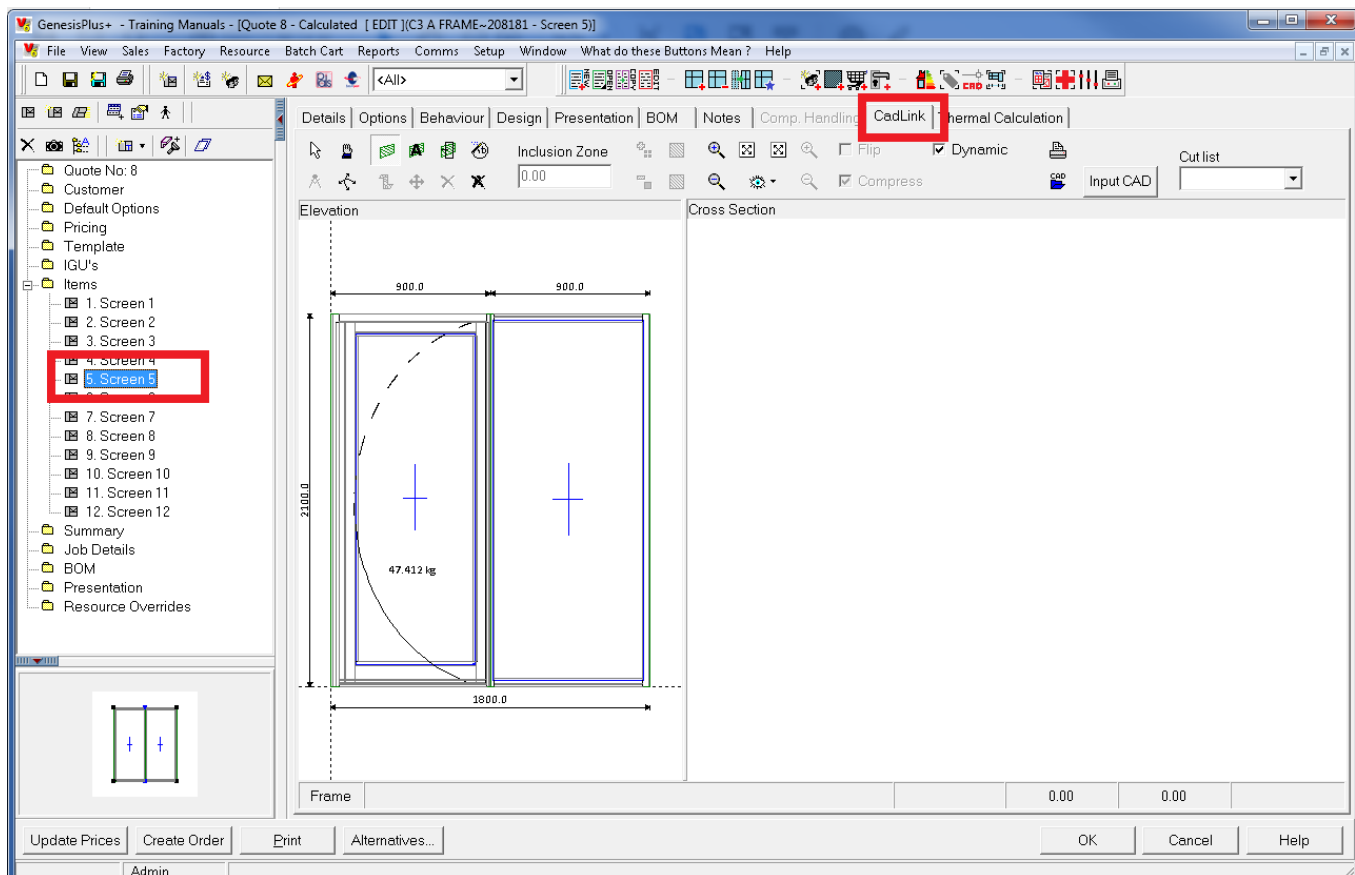 GenesisPlus+ - Training Manuals - [Quote 8 - Calculated [ EDIT ](C3 A FRAME~208181 - Screen 5)]
File View Sales Factory Resource Batch Cart Reports Comms Setup Window What do these Buttons Mean ? Help
<All>
Details Options Behaviour Design Presentation BOM Notes Comp. Handling CadLink Thermal Calculation
Inclusion Zone Flip Dynamic Cut list
0.00 Compress CAD Input CAD
Quote No: 8
Customer
Default Options
Pricing
Template
IGU's
Items
1. Screen 1
2. Screen 2
3. Screen 3
4. Screen 4
5. Screen 5
7. Screen 7
8. Screen 8
9. Screen 9
10. Screen 10
11. Screen 11
12. Screen 12
Summary
Job Details
BOM
Presentation
Resource Overrides
Elevation
Cross Section
900.0 900.0
2100.0
47.412 kg
1800.0
Frame 0.00 0.00
Update Prices Create Order Print Alternatives... OK Cancel Help
Admin